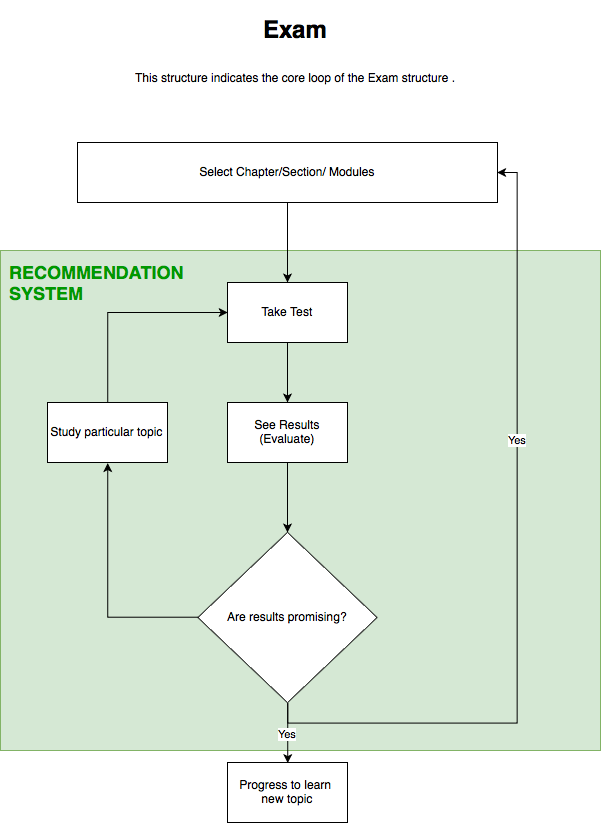 Exam
This structure indicates the core loop of the Exam structure .
Select Chapter/Section/ Modules
RECOMMENDATION
SYSTEM
Take Test
Study particular topic
See Results
(Evaluate)
Yes
Are results promising?
Yes
Progress to learn
new topic